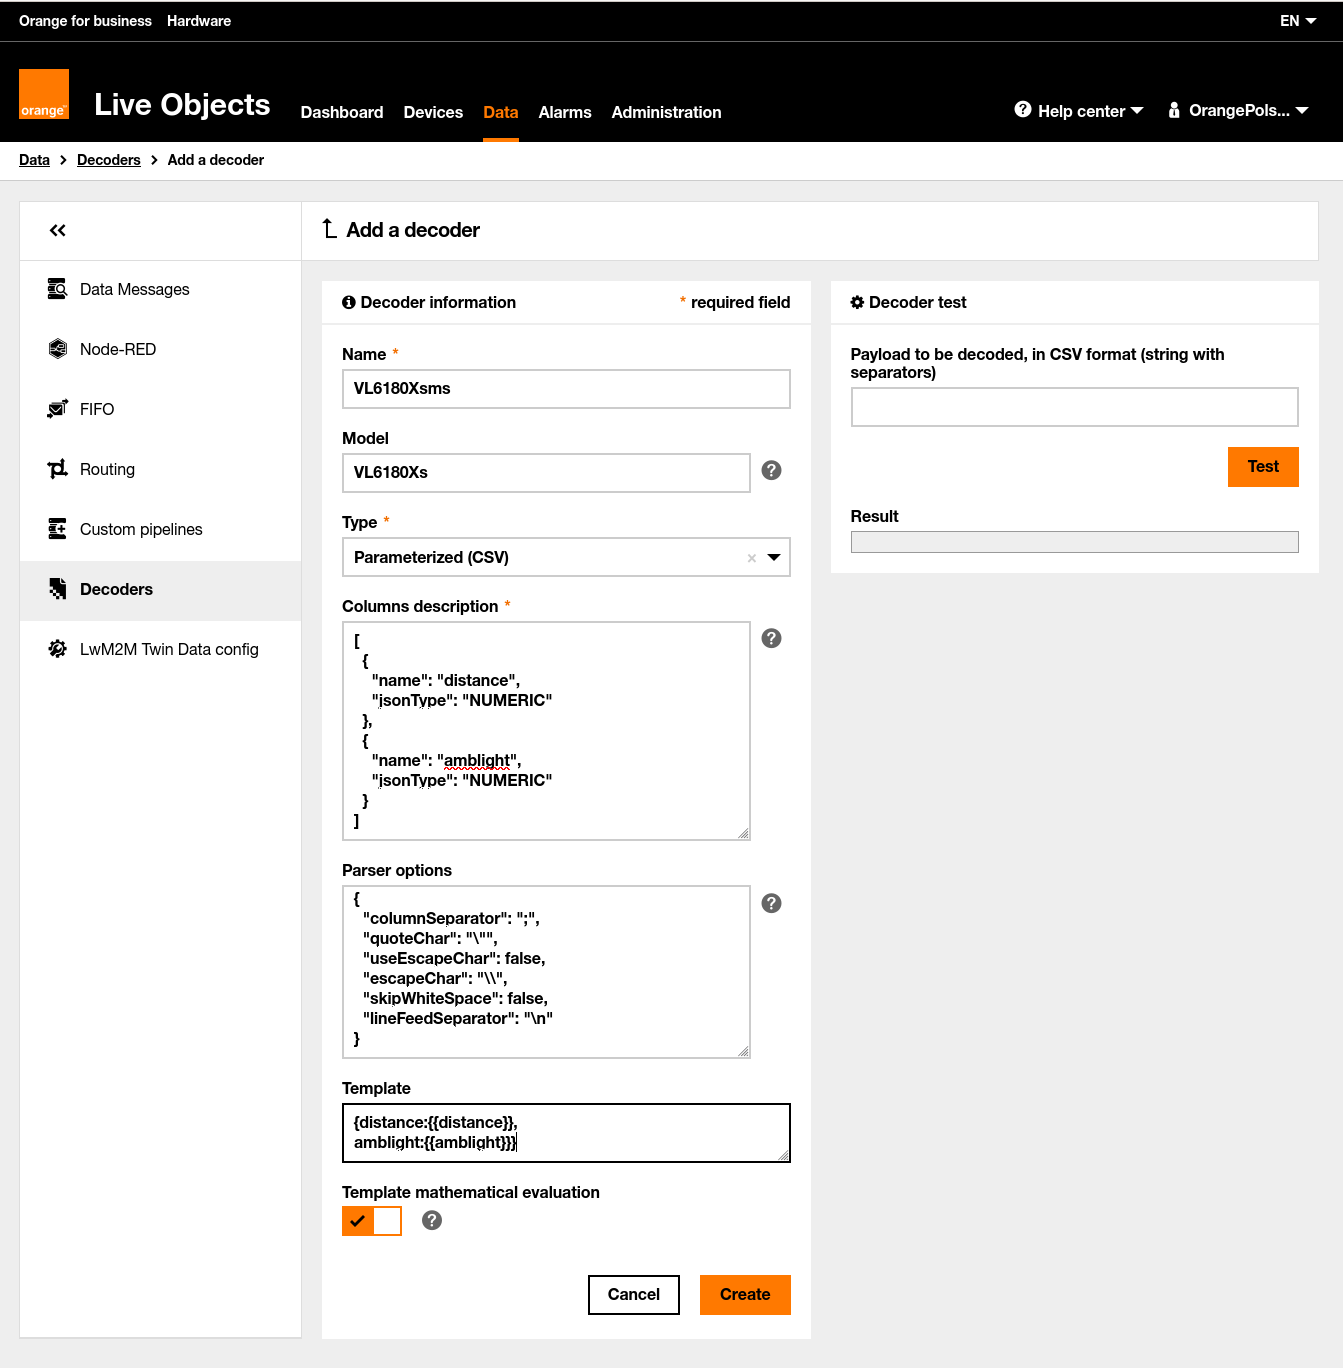 Orange for business Hardware
EN
orange™
Live Objects
Dashboard Devices Data Alarms Administration
Help center
OrangePols...
Data > Decoders > Add a decoder
Add a decoder
Data Messages
Node-RED
FIFO
Routing
Custom pipelines
Decoders
LwM2M Twin Data config
Decoder information
* required field
Name *
VL6180Xsms
Model
VL6180Xs
?
Type *
Parameterized (CSV)
×
Columns description *
?
[
{
"name": "distance",
"jsonType": "NUMERIC"
},
{
"name": "amblight",
"jsonType": "NUMERIC"
}
]
Parser options
?
{
"columnSeparator": ";",
"quoteChar": "\"",
"useEscapeChar": false,
"escapeChar": "\\",
"skipWhiteSpace": false,
"lineFeedSeparator": "\n"
}
Template
{distance:{{distance}},
amblight:{{amblight}}}
Template mathematical evaluation
?
Cancel
Create
Decoder test
Payload to be decoded, in CSV format (string with
separators)
Test
Result